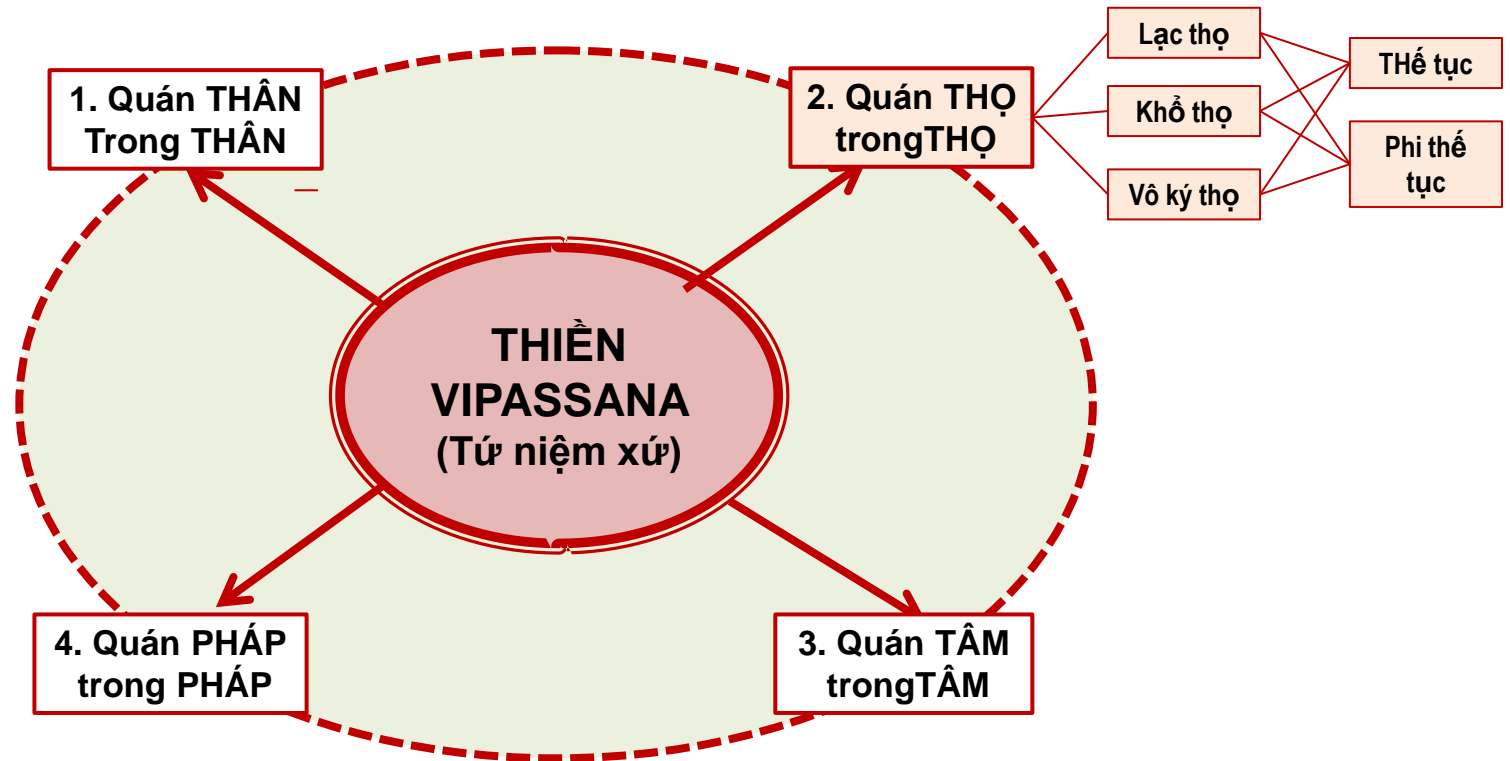 1. Quán THÂN
Trong THÂN
2. Quán THỌ
trongTHỌ
Lạc thọ
Khổ thọ
Vô ký thọ
THế tục
Phi thế
tục
THIỀN
VIPASSANA
(Tứ niệm xứ)
4. Quán PHÁP
trong PHÁP
3. Quán TÂM
trongTÂM